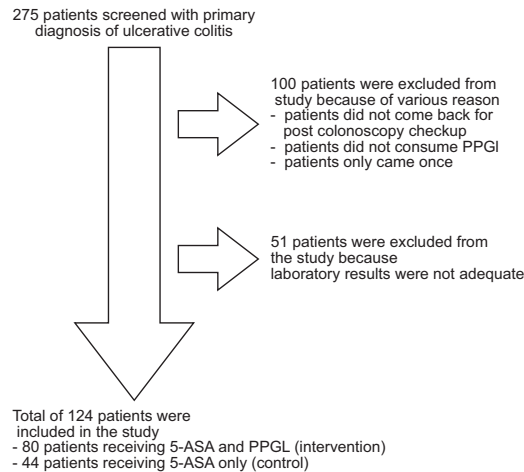 275 patients screened with primary
diagnosis of ulcerative colitis
100 patients were excluded from
study because of various reason
- patients did not come back for
post colonoscopy checkup
- patients did not consume PPGl
- patients only came once
51 patients were excluded from
the study because
laboratory results were not adequate
Total of 124 patients were
included in the study
- 80 patients receiving 5-ASA and PPGL (intervention)
- 44 patients receiving 5-ASA only (control)